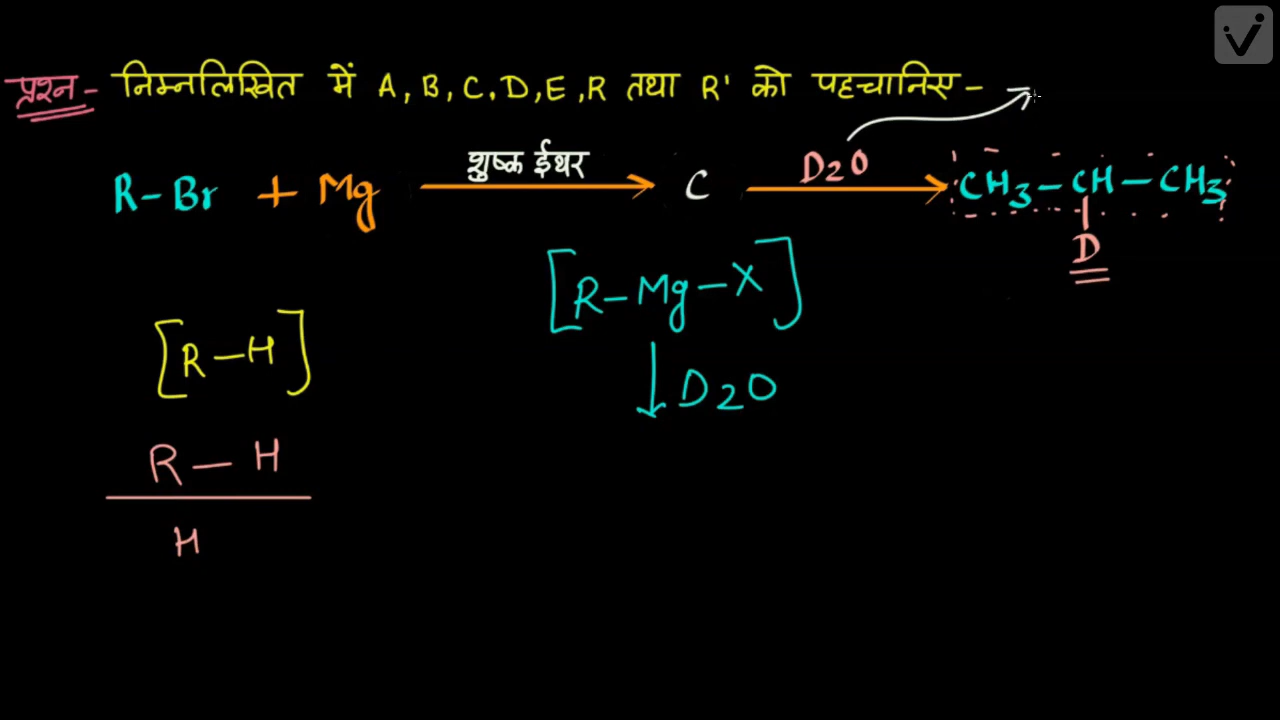 प्रश्न- निम्नलिखित में A, B, C, D, E, R तथा R' को पहचानिए-
R-Br + Mg शुष्क ईथर C D2O CH3-CH-CH3
D
[R-Mg-X]
D2O
[R-H]
R-H
H